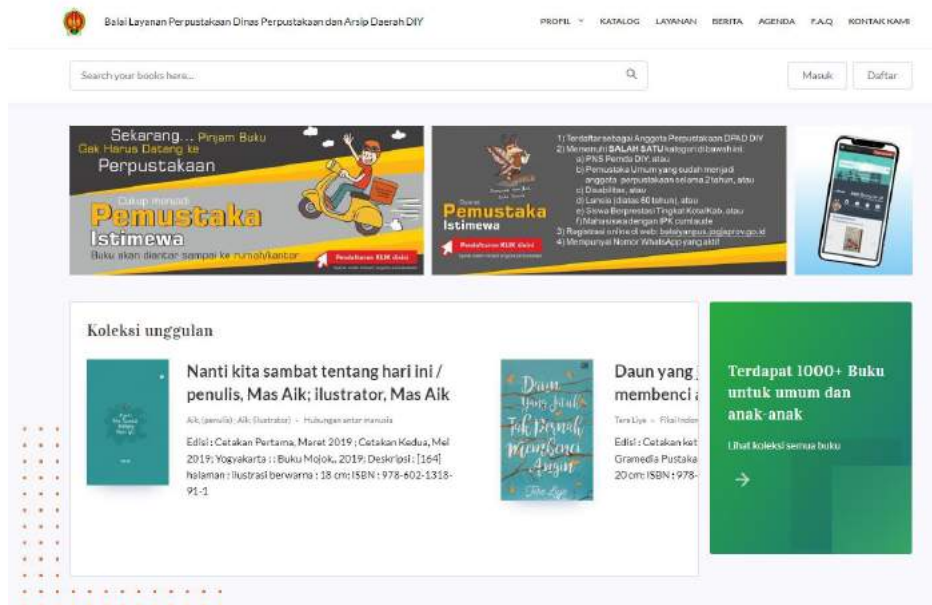 Balai Layanan Perpustakaan Dinas Perpustakaan dan Arsip Daerah DIY
PROFIL KATALOG LAYANAN BERITA AGENDA F.A.Q KONTAK KAMI
Search your books here...
Masuk Daftar
Sekarang... Pinjam Buku
Gak Harus Datang ke
Perpustakaan
Cukup menjadi
Pemustaka
Istimewa
Buku akan diantar sampai ke rumah/kantor
Pendaftaran KLIK disini
1) Terdaftar sebagai Anggota Perpustakaan DPAD DIY
2) Memenuhi SALAH SATU kategori dibawah ini:
a) PNS Pemda DIY, atau
b) Pemustaka Umum yang sudah menjadi
anggota perpustakaan selama 2 tahun, atau
c) Disabilitas, atau
d) Lansia (diatas 60 tahun), atau
e) Siswa Berprestasi Tingkat Kota/Kab, atau
f) Mahasiswa dengan IPK cumlaude
3) Registrasi online di web: balaiyanpus.jogjaprov.go.id
4) Mempunyai Nomor WhatsApp yang aktif
Pemustaka
Istimewa
Pendaftaran KLIK disini
Koleksi unggulan
Nanti kita sambat tentang hari ini /
penulis, Mas Aik; ilustrator, Mas Aik
Aik, (penulis); Aik (ilustrator) - Hubungan antar manusia
Edisi : Cetakan Pertama, Maret 2019 ; Cetakan Kedua, Mei
2019; Yogyakarta : : Buku Mojok,, 2019; Deskripsi : [164]
halaman : ilustrasi berwarna : 18 cm; ISBN : 978-602-1318-
91-1
Daun
Yang Jatuh
Tak Pernah
Membenci
Angin
Tere Liye
Daun yang
membenci a
Tere Liye - Fiksi Indon
Edisi : Cetakan ket
Gramedia Pustaka
20 cm; ISBN : 978-
Terdapat 1000+ Buku
untuk umum dan
anak-anak
Lihat koleksi semua buku